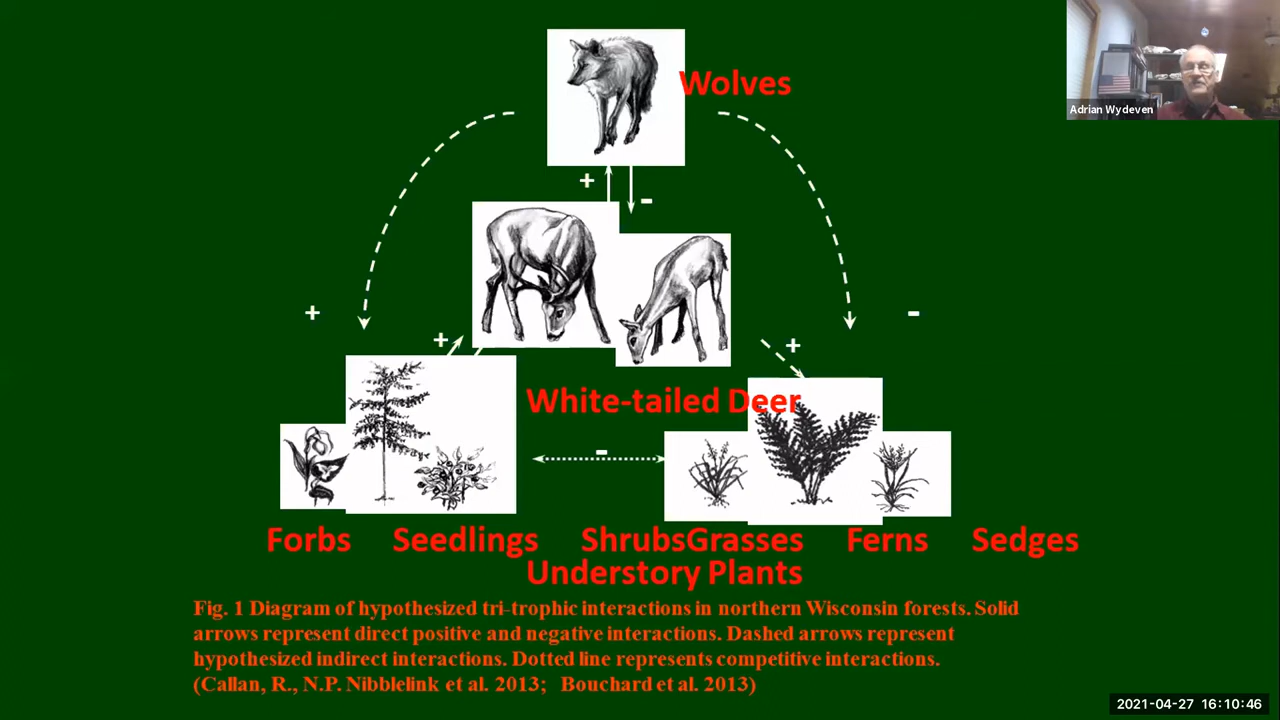 Wolves
Adrian Wydeven
+
-
+
-
+
+
White-tailed Deer
-
Forbs Seedlings ShrubsGrasses Ferns Sedges
Understory Plants
Fig. 1 Diagram of hypothesized tri-trophic interactions in northern Wisconsin forests. Solid
arrows represent direct positive and negative interactions. Dashed arrows represent
hypothesized indirect interactions. Dotted line represents competitive interactions.
(Callan, R., N.P. Nibblelink et al. 2013; Bouchard et al. 2013)
2021-04-27 16:10:46